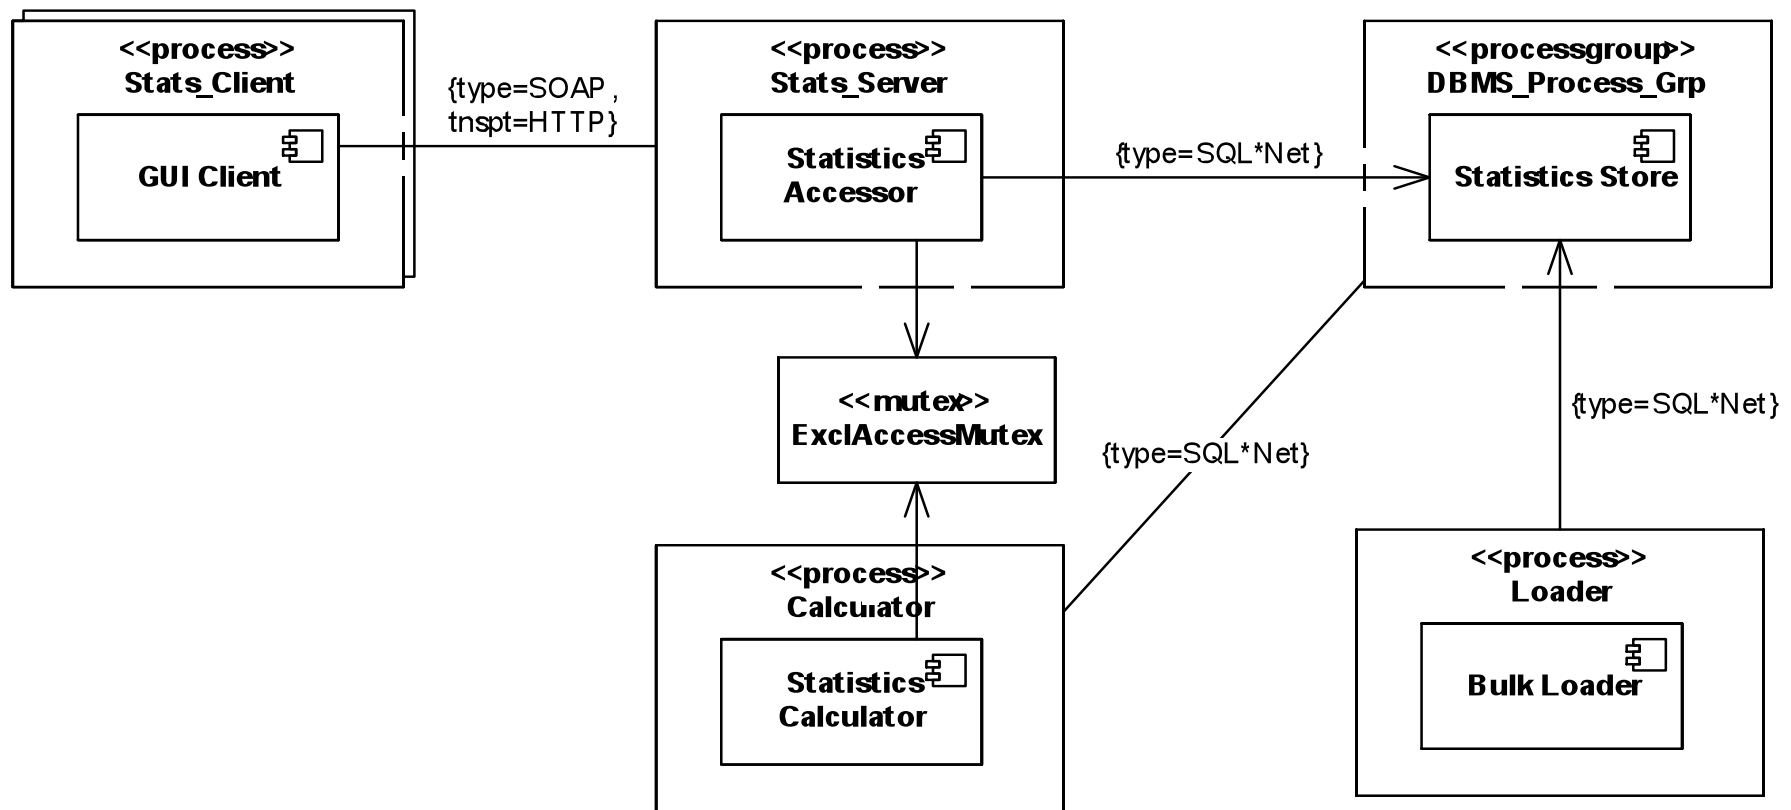 <<process>>
Stats_Client
GUI Client
{type=SOAP,
tnspt=HTTP}
<<process>>
Stats_Server
Statistics
Accessor
{type=SQL*Net}
<<processgroup>>
DBMS_Process_Grp
Statistics Store
<<mutex>>
ExclAccessMutex
{type=SQL*Net}
{type=SQL*Net}
<<process>>
Calculator
Statistics
Calculator
<<process>>
Loader
Bulk Loader